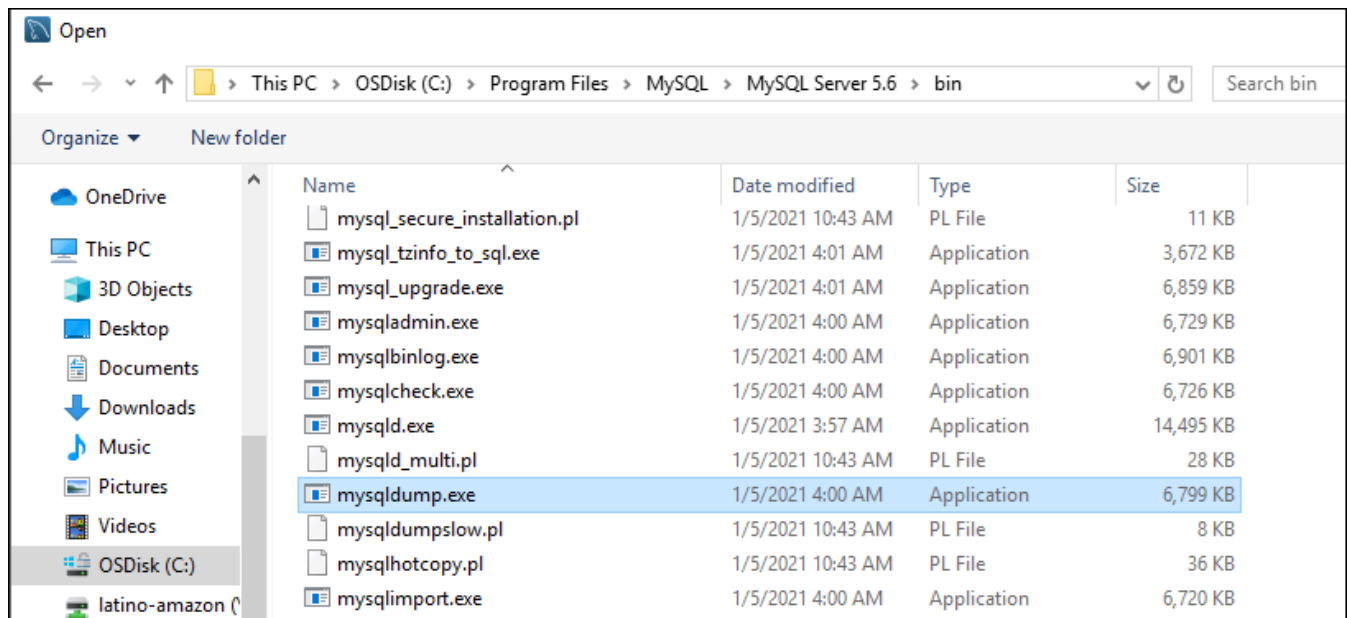 Open
This PC > OSDisk (C:) > Program Files > MySQL > MySQL Server 5.6 > bin
Search bin
Organize
New folder
Name Date modified Type Size
OneDrive
This PC
3D Objects
Desktop
Documents
Downloads
Music
Pictures
Videos
OSDisk (C:)
latino-amazon ('
mysql_secure_installation.pl 1/5/2021 10:43 AM PL File 11 KB
mysql_tzinfo_to_sql.exe 1/5/2021 4:01 AM Application 3,672 KB
mysql_upgrade.exe 1/5/2021 4:01 AM Application 6,859 KB
mysqladmin.exe 1/5/2021 4:00 AM Application 6,729 KB
mysqlbinlog.exe 1/5/2021 4:00 AM Application 6,901 KB
mysqlcheck.exe 1/5/2021 4:00 AM Application 6,726 KB
mysqld.exe 1/5/2021 3:57 AM Application 14,495 KB
mysqld_multi.pl 1/5/2021 10:43 AM PL File 28 KB
mysqldump.exe 1/5/2021 4:00 AM Application 6,799 KB
mysqldumpslow.pl 1/5/2021 10:43 AM PL File 8 KB
mysqlhotcopy.pl 1/5/2021 10:43 AM PL File 36 KB
mysqlimport.exe 1/5/2021 4:00 AM Application 6,720 KB